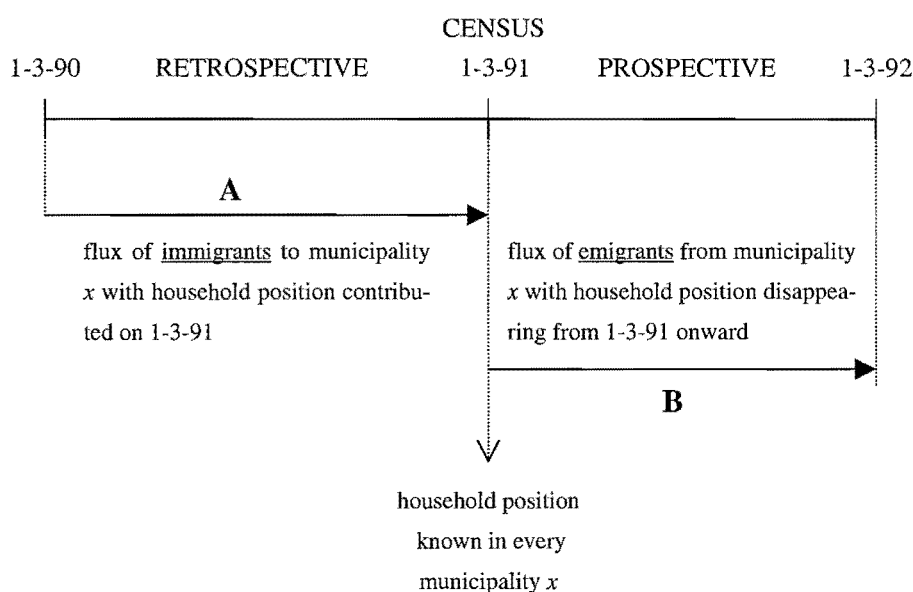 CENSUS
1-3-90 RETROSPECTIVE 1-3-91 PROSPECTIVE 1-3-92
A
flux of immigrants to municipality
x with household position contribu-
ted on 1-3-91
flux of emigrants from municipality
x with household position disappea-
ring from 1-3-91 onward
B
household position
known in every
municipality x